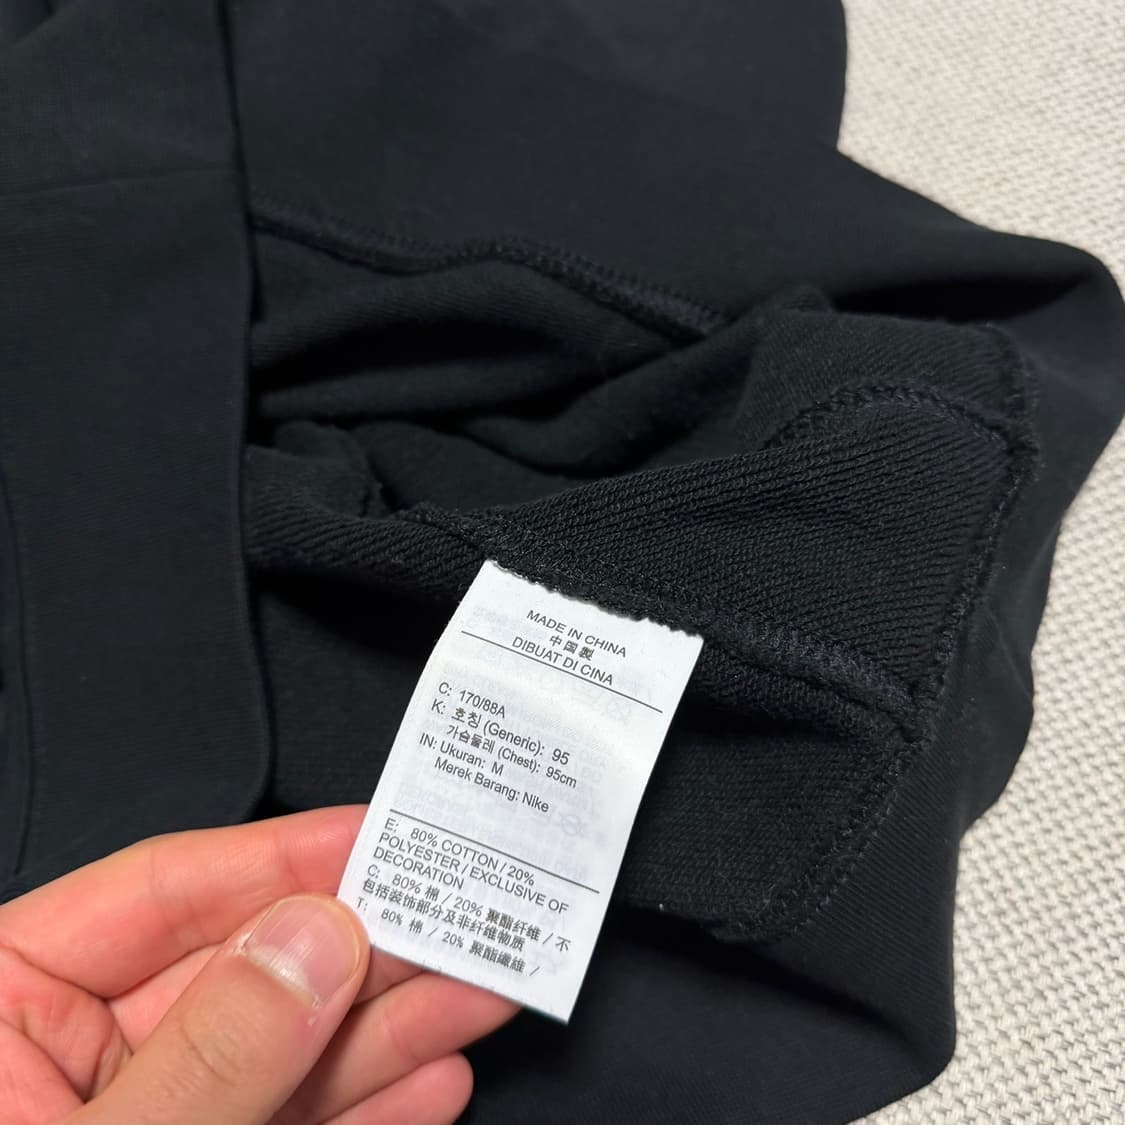 MADE IN CHINA
中国製
DIBUAT DI CINA
C: 170/88A
K: 호칭 (Generic): 95
가슴둘레 (Chest): 95cm
IN: Ukuran: M
Merek Barang: Nike
E: 80% COTTON / 20%
POLYESTER / EXCLUSIVE OF
DECORATION
C: 80% 棉 / 20% 聚酯纤维 / 不
包括装饰部分及非纤维物质
T: 80% 棉 / 20% 聚酯纖維 /